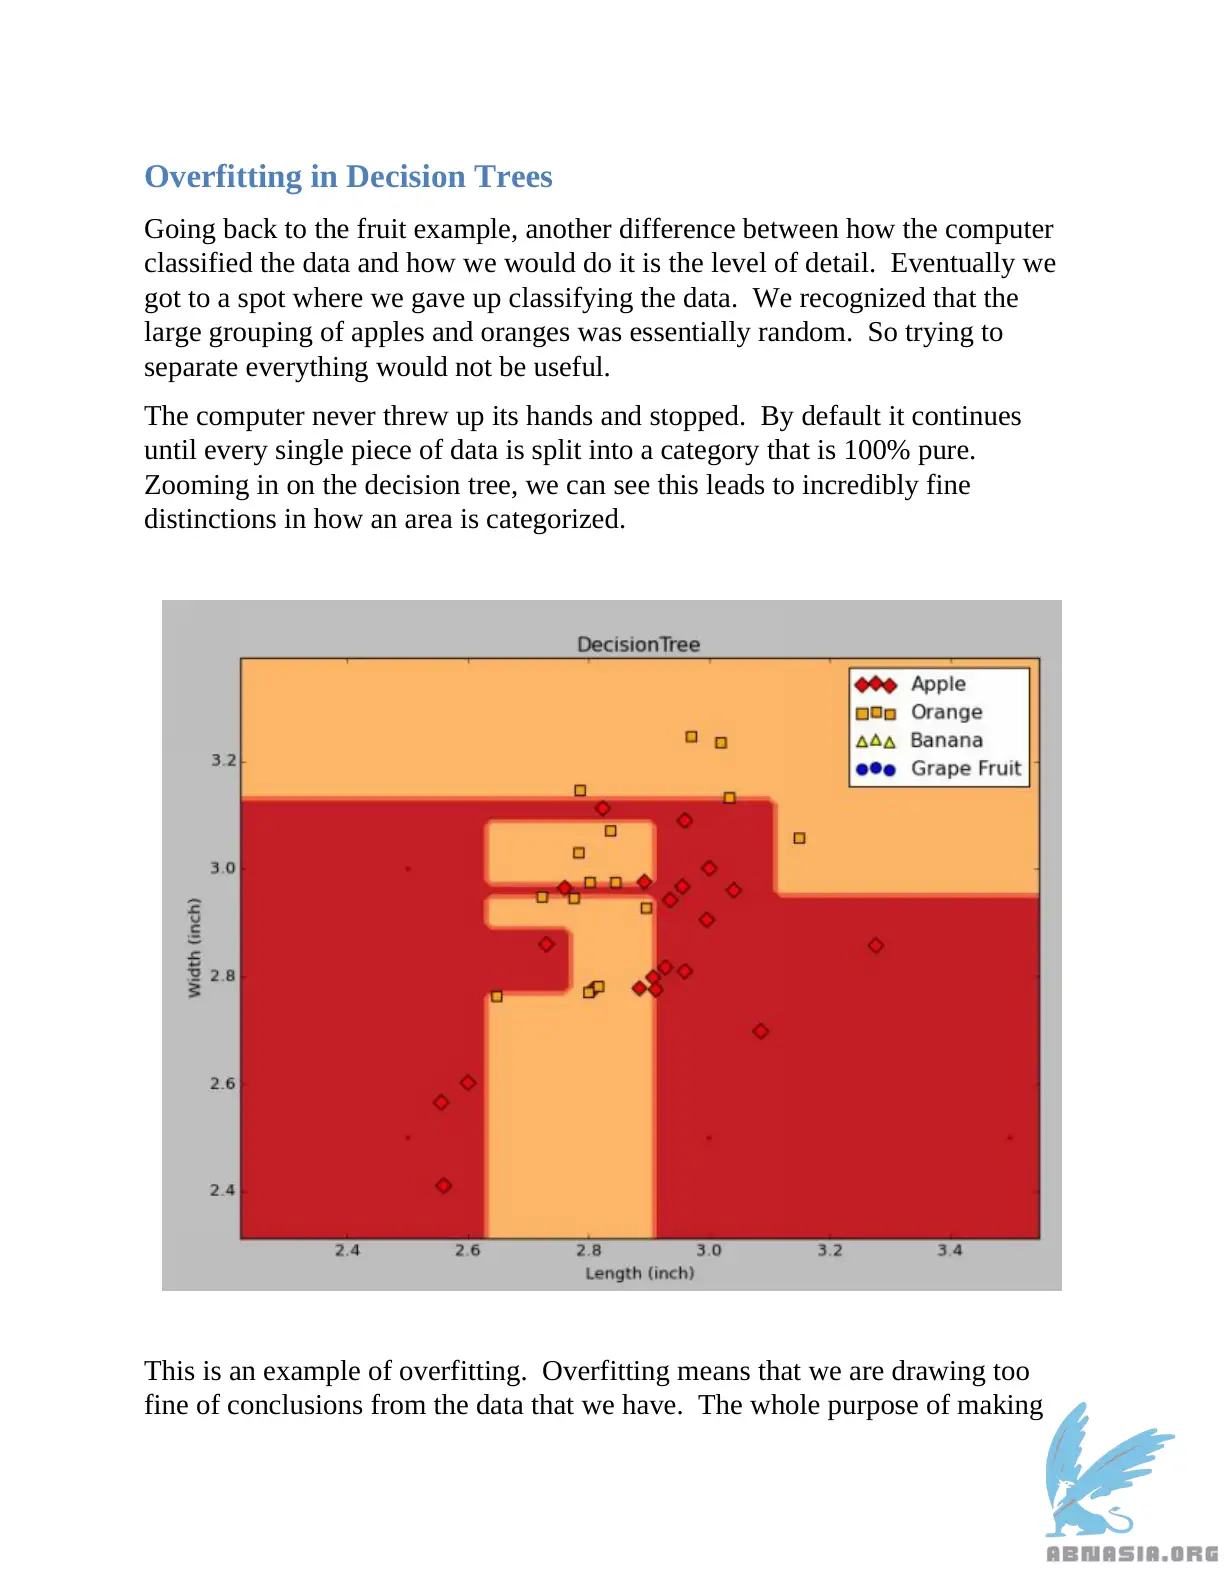 Overfitting in Decision Trees
Going back to the fruit example, another difference between how the computer
classified the data and how we would do it is the level of detail.  Eventually we
got to a spot where we gave up classifying the data.  We recognized that the
large grouping of apples and oranges was essentially random.  So trying to
separate everything would not be useful.
The computer never threw up its hands and stopped.  By default it continues
until every single piece of data is split into a category that is 100% pure.
Zooming in on the decision tree, we can see this leads to incredibly fine
distinctions in how an area is categorized.
DecisionTree
Apple
Orange
Banana
Grape Fruit
3.2
3.0
2.8
2.6
2.4
Width (inch)
2.4 2.6 2.8 3.0 3.2 3.4
Length (inch)
This is an example of overfitting.  Overfitting means that we are drawing too
fine of conclusions from the data that we have.  The whole purpose of making
ABNASIA.ORG